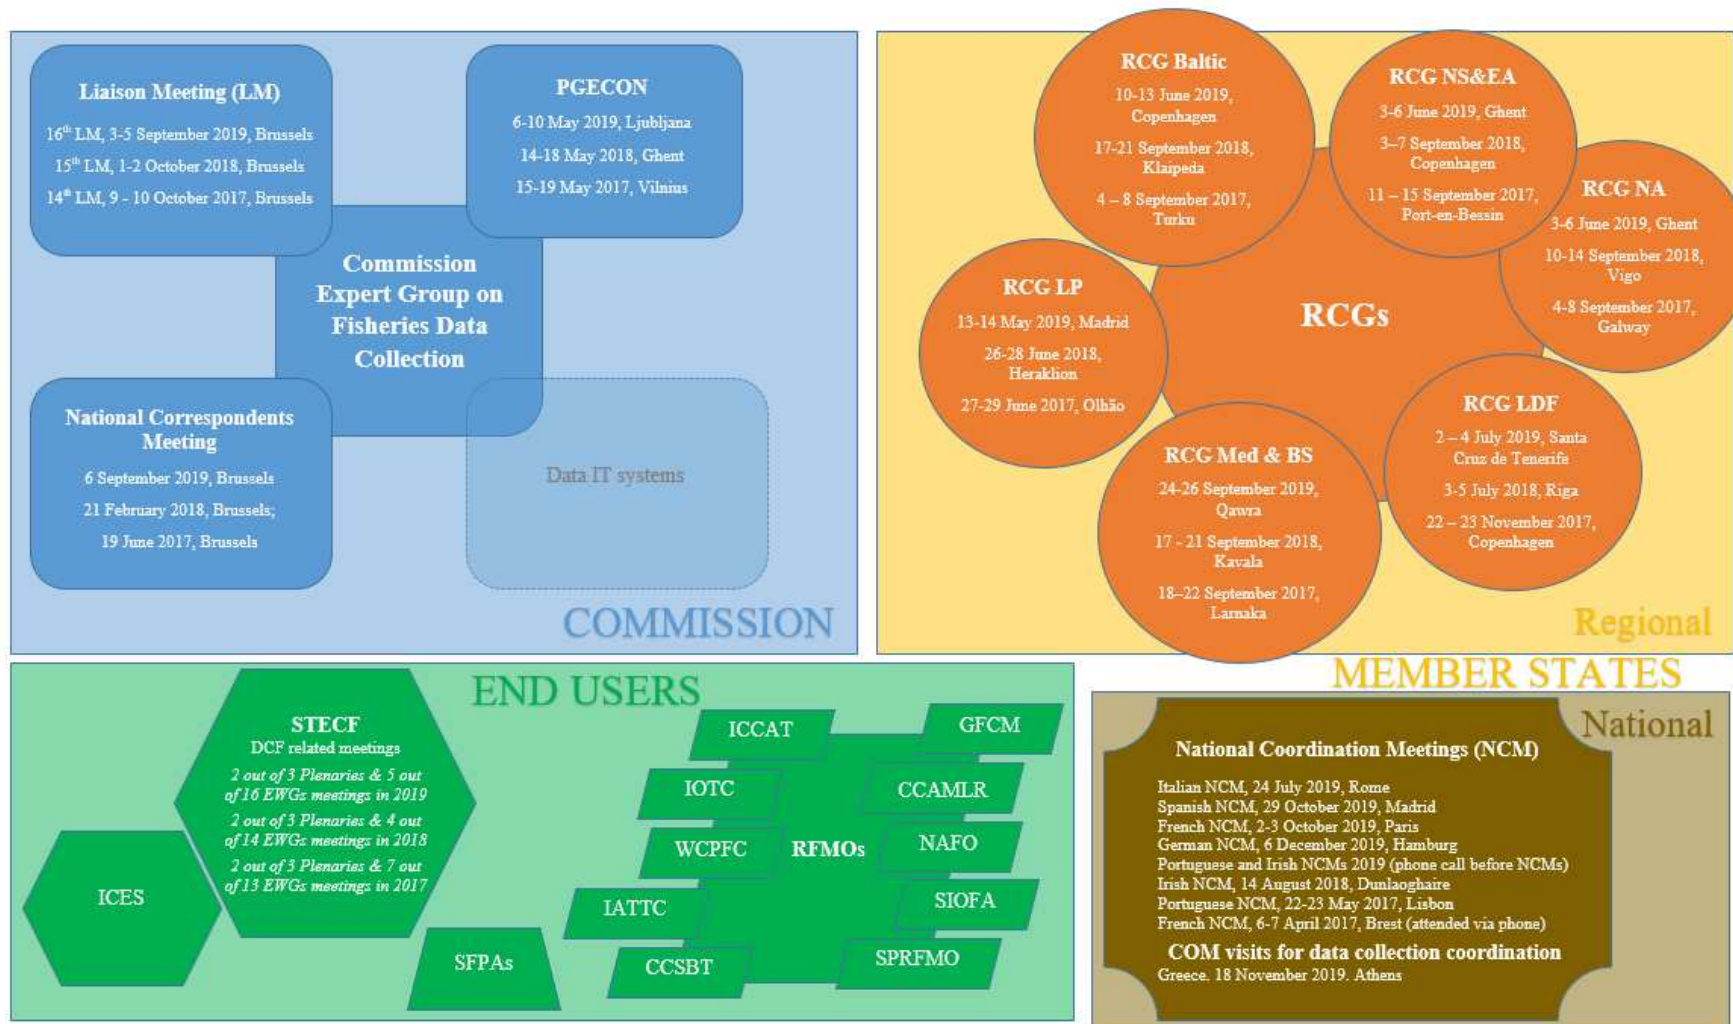 Liaison Meeting (LM)
16th LM, 3-5 September 2019, Brussels
15th LM, 1-2 October 2018, Brussels
14th LM, 9 - 10 October 2017, Brussels
PGECON
6-10 May 2019, Ljubljana
14-18 May 2018, Ghent
15-19 May 2017, Vilnius
Commission
Expert Group on
Fisheries Data
Collection
National Correspondents
Meeting
6 September 2019, Brussels
21 February 2018, Brussels;
19 June 2017, Brussels
Data IT systems
COMMISSION
RCG Baltic
10-13 June 2019,
Copenhagen
17-21 September 2018,
Klaipeda
4 – 8 September 2017,
Turku
RCG NS&EA
3-6 June 2019, Ghent
3–7 September 2018,
Copenhagen
11 – 15 September 2017,
Port-en-Bessin
RCG NA
3-6 June 2019, Ghent
10-14 September 2018,
Vigo
4-8 September 2017,
Galway
RCG LP
13-14 May 2019, Madrid
26-28 June 2018,
Heraklion
27-29 June 2017, Olhão
RCGs
RCG LDF
2 – 4 July 2019, Santa
Cruz de Tenerife
3-5 July 2018, Riga
22 – 23 November 2017,
Copenhagen
RCG Med & BS
24-26 September 2019,
Qawra
17 - 21 September 2018,
Kavala
18–22 September 2017,
Larnaka
Regional
MEMBER STATES
END USERS
STECF
DCF related meetings
2 out of 3 Plenaries & 5 out
of 16 EWGs meetings in 2019
2 out of 3 Plenaries & 4 out
of 14 EWGs meetings in 2018
2 out of 3 Plenaries & 7 out
of 13 EWGs meetings in 2017
ICES
SFPAs
ICCAT
GFCM
IOTC
CCAMLR
WCPFC
RFMOs
NAFO
IATTC
SIOFA
CCSBT
SPRFMO
National
National Coordination Meetings (NCM)
Italian NCM, 24 July 2019, Rome
Spanish NCM, 29 October 2019, Madrid
French NCM, 2-3 October 2019, Paris
German NCM, 6 December 2019, Hamburg
Portuguese and Irish NCMs 2019 (phone call before NCMs)
Irish NCM, 14 August 2018, Dunlaoghaire
Portuguese NCM, 22-23 May 2017, Lisbon
French NCM, 6-7 April 2017, Brest (attended via phone)
COM visits for data collection coordination
Greece. 18 November 2019. Athens